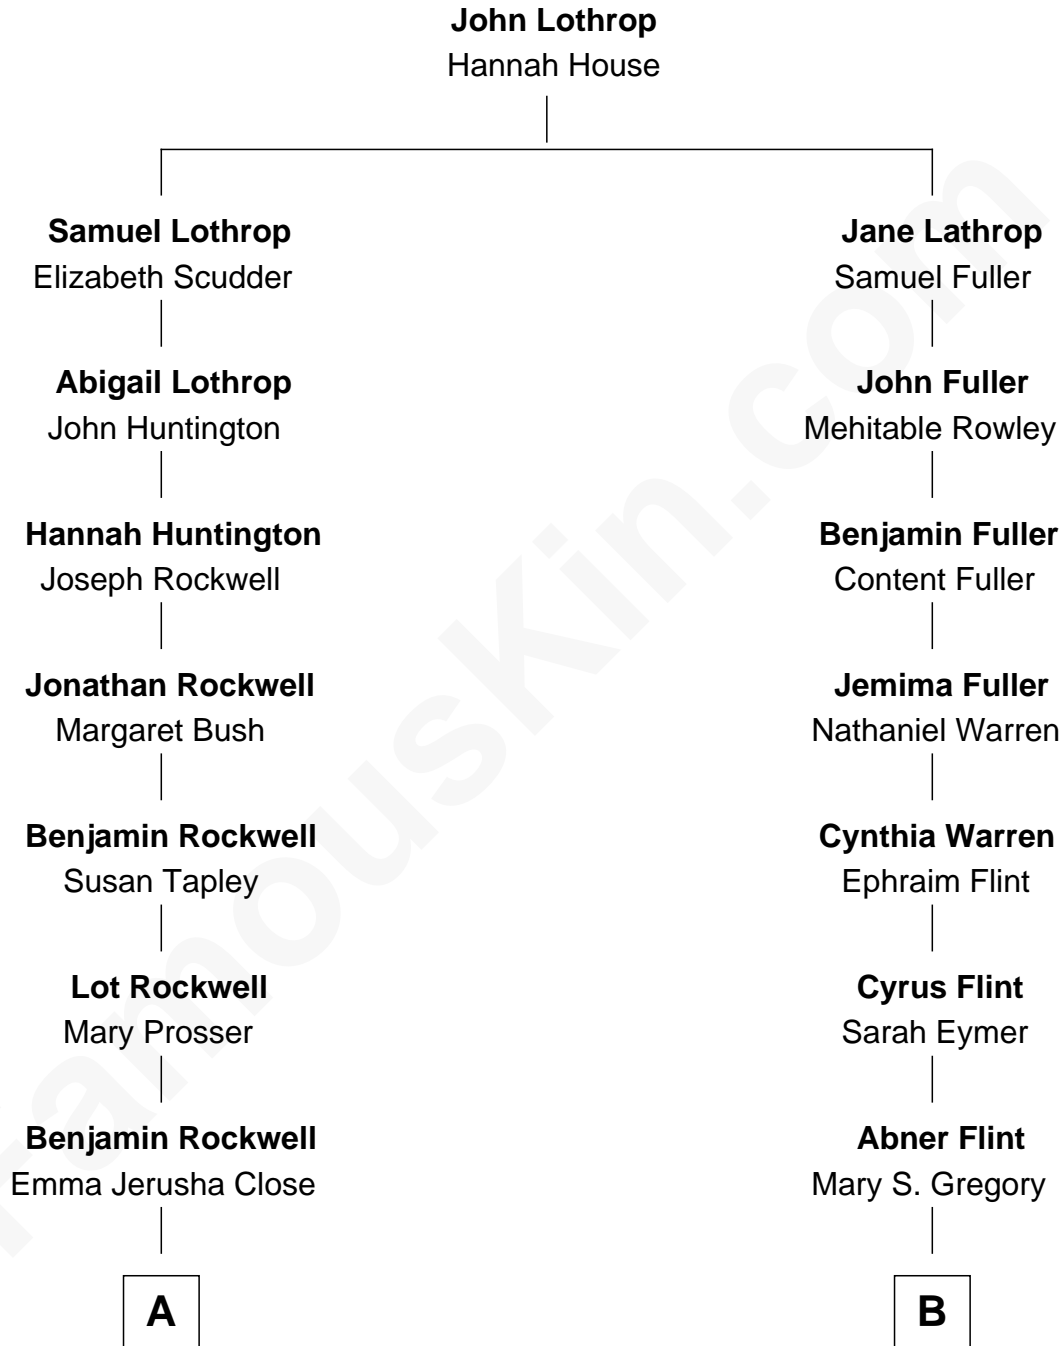 John Lothrop
Hannah House
Samuel Lothrop
Elizabeth Scudder
Jane Lathrop
Samuel Fuller
Abigail Lothrop
John Huntington
John Fuller
Mehitable Rowley
Hannah Huntington
Joseph Rockwell
Benjamin Fuller
Content Fuller
Jonathan Rockwell
Margaret Bush
Jemima Fuller
Nathaniel Warren
Benjamin Rockwell
Susan Tapley
Cynthia Warren
Ephraim Flint
Lot Rockwell
Mary Prosser
Cyrus Flint
Sarah Eymer
Benjamin Rockwell
Emma Jerusha Close
Abner Flint
Mary S. Gregory
A
B
FamousKin.com